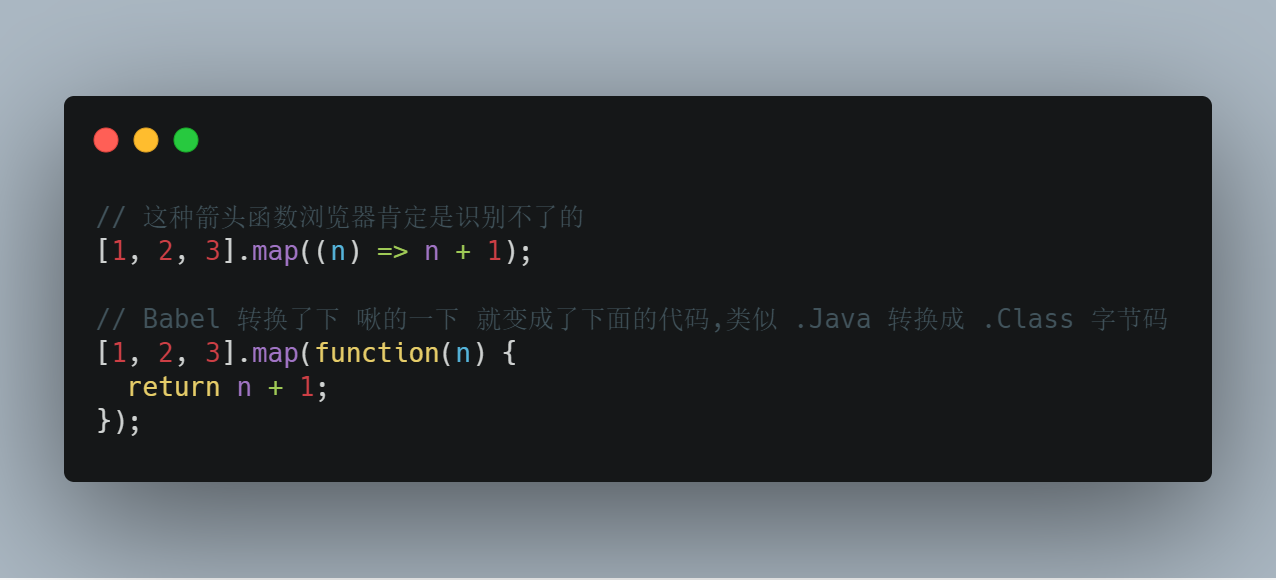 // 这种箭头函数浏览器肯定是识别不了的
[1, 2, 3].map((n) => n + 1);
// Babel 转换了下 啾的一下 就变成了下面的代码,类似 .Java 转换成 .Class 字节码
[1, 2, 3].map(function(n) {
  return n + 1;
});